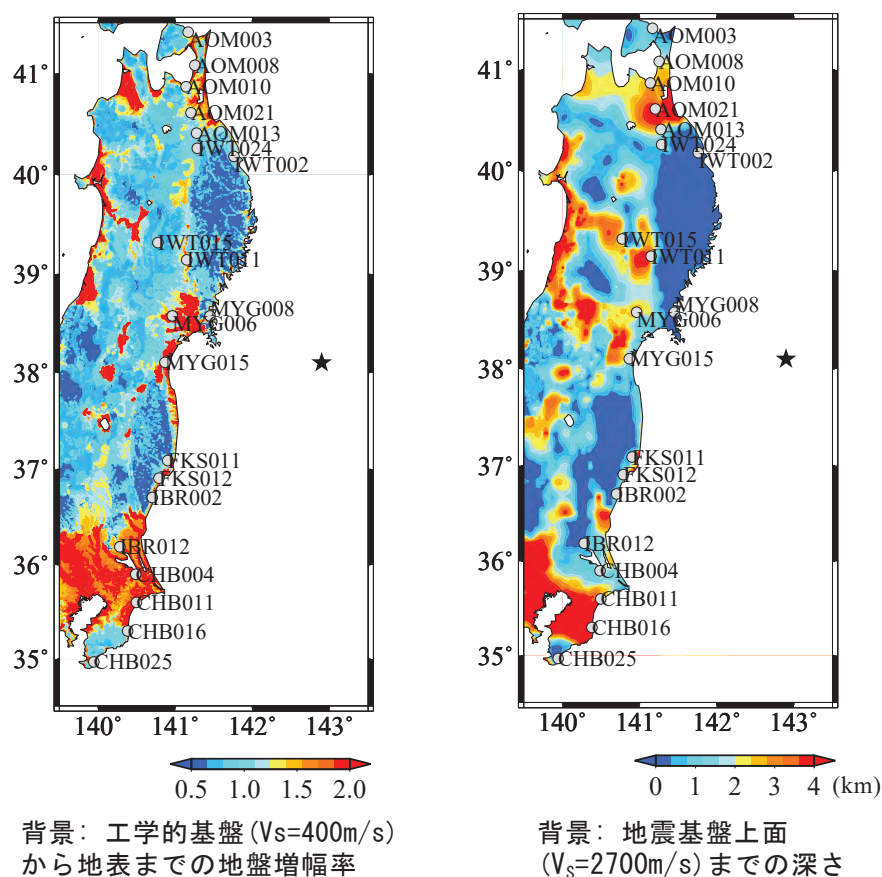 41°
40°
39°
38°
37°
36°
35°
140°
141°
142°
143°
AOM003
AOM008
AOM010
AOM021
AOM013
IWT024
IWT002
IWT015
IWT011
MYG008
MYG006
MYG015
FKS011
FKS012
IBR002
IBR012
CHB004
CHB011
CHB016
CHB025
0.5 1.0 1.5 2.0
背景: 工学的基盤(Vs=400m/s)
から地表までの地盤増幅率
41°
40°
39°
38°
37°
36°
35°
140°
141°
142°
143°
AOM003
AOM008
AOM010
AOM021
AOM013
IWT024
IWT002
IWT015
IWT011
MYG008
MYG006
MYG015
FKS011
FKS012
IBR002
IBR012
CHB004
CHB011
CHB016
CHB025
0 1 2 3 4 (km)
背景: 地震基盤上面
(VS=2700m/s)までの深さ